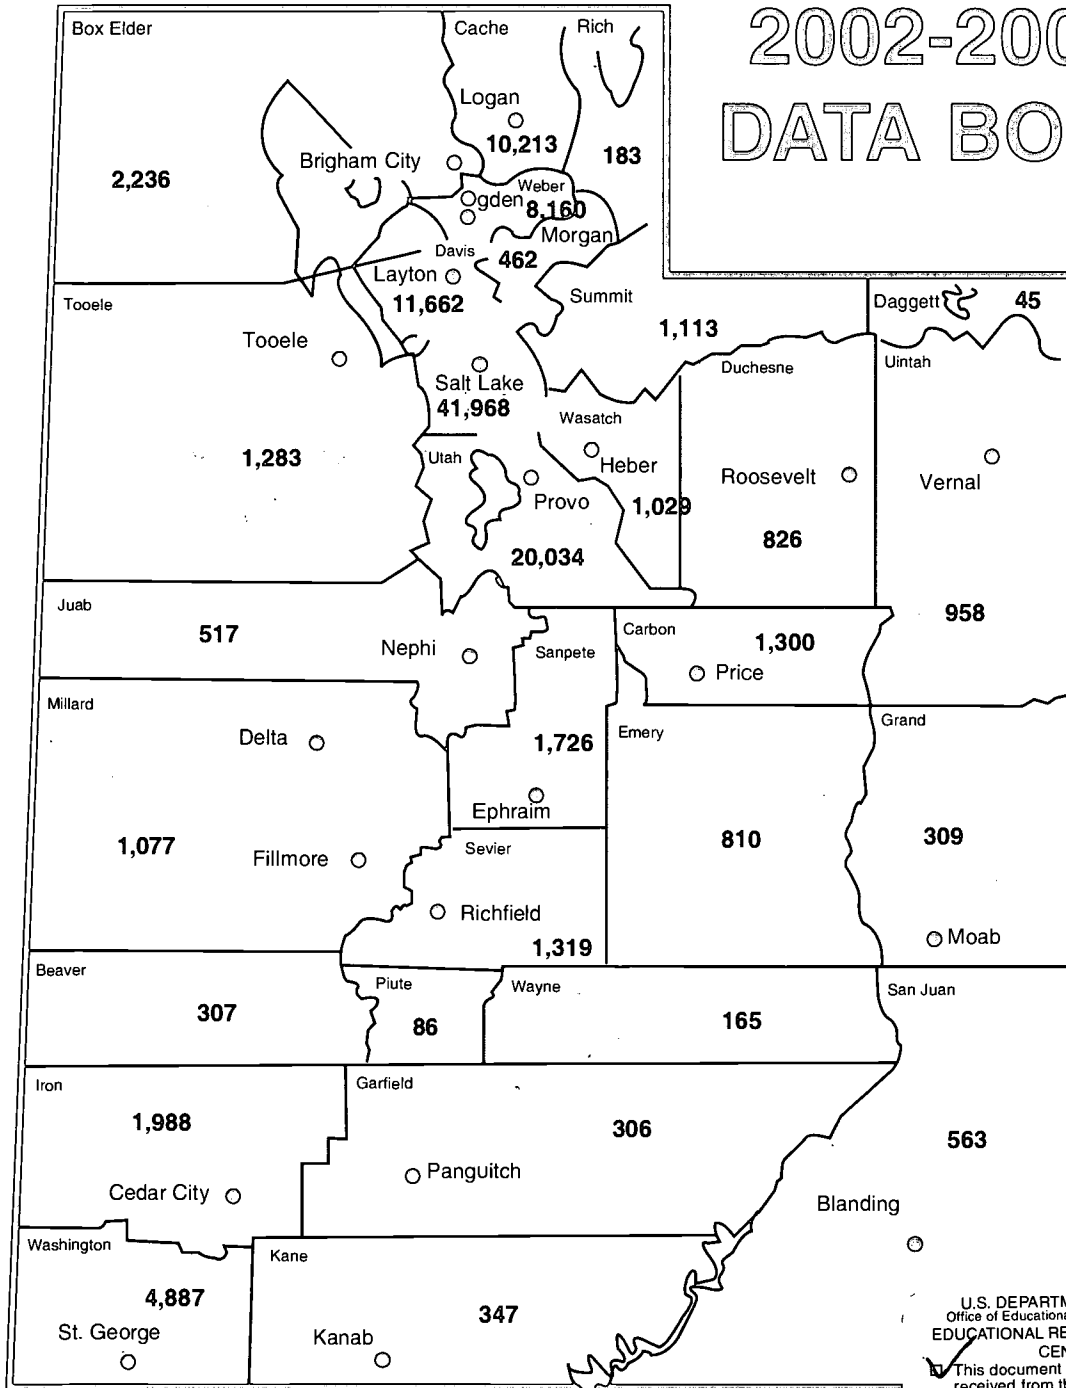 2002-200
DATA BO
Box Elder
Cache
Rich
Logan
10,213
183
Brigham City
2,236
Weber
Ogden
8,160
Morgan
Davis
462
Layton
11,662
Summit
1,113
Daggett
45
Tooele
Tooele
1,283
Salt Lake
41,968
Duchesne
Uintah
Wasatch
Heber
1,029
Utah
Provo
20,034
Roosevelt
826
Vernal
958
Juab
517
Nephi
Sanpete
1,726
Ephraim
Carbon
1,300
Price
Millard
Delta
1,077
Fillmore
Emery
810
Grand
309
Moab
Sevier
Richfield
1,319
Beaver
307
Piute
86
Wayne
165
San Juan
563
Blanding
Iron
1,988
Cedar City
Garfield
306
Panguitch
Washington
4,887
St. George
Kane
347
Kanab
U.S. DEPARTM
Office of Educationa
EDUCATIONAL RE
CEN
This document
received from th